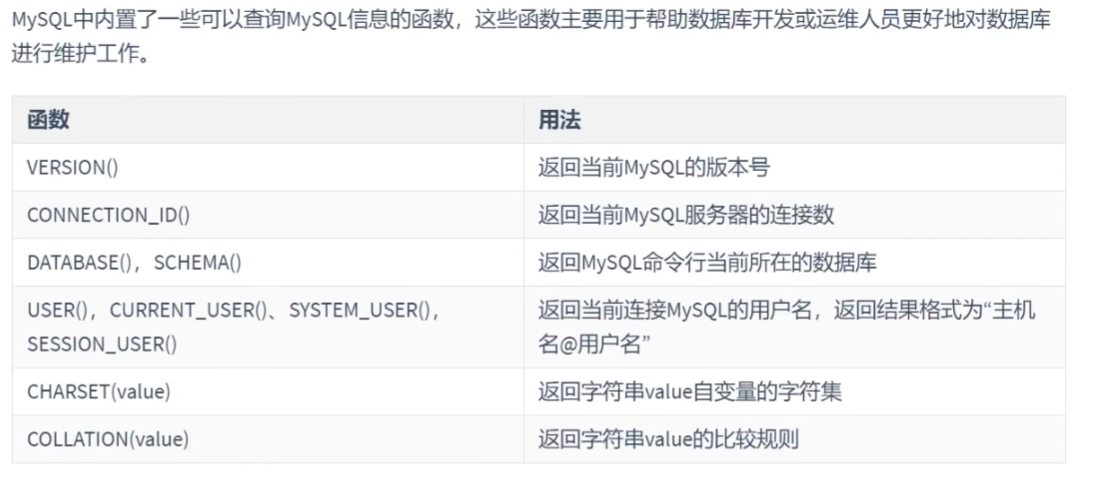 MySQL中内置了一些可以查询MySQL信息的函数，这些函数主要用于帮助数据库开发或运维人员更好地对数据库
进行维护工作。
函数 用法
VERSION() 返回当前MySQL的版本号
CONNECTION_ID() 返回当前MySQL服务器的连接数
DATABASE()，SCHEMA() 返回MySQL命令行当前所在的数据库
USER()，CURRENT_USER()、SYSTEM_USER()， 返回当前连接MySQL的用户名，返回结果格式为“主机
SESSION_USER() 名@用户名”
CHARSET(value) 返回字符串value自变量的字符集
COLLATION(value) 返回字符串value的比较规则